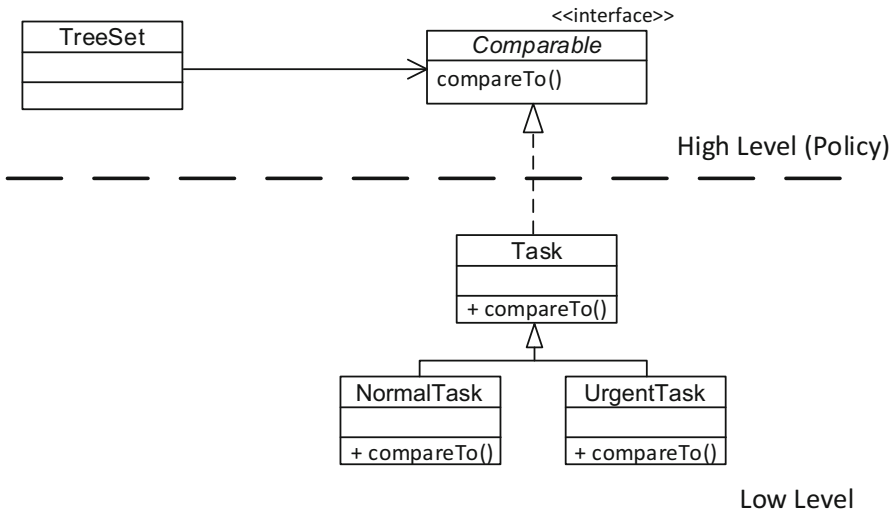 <<interface>>
TreeSet
Comparable
compareTo()
High Level (Policy)
Task
+ compareTo()
NormalTask
UrgentTask
+ compareTo()
+ compareTo()
Low Level